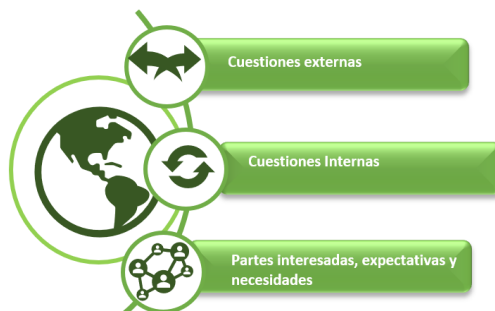 Cuestiones externas
Cuestiones Internas
Partes interesadas, expectativas y
necesidades